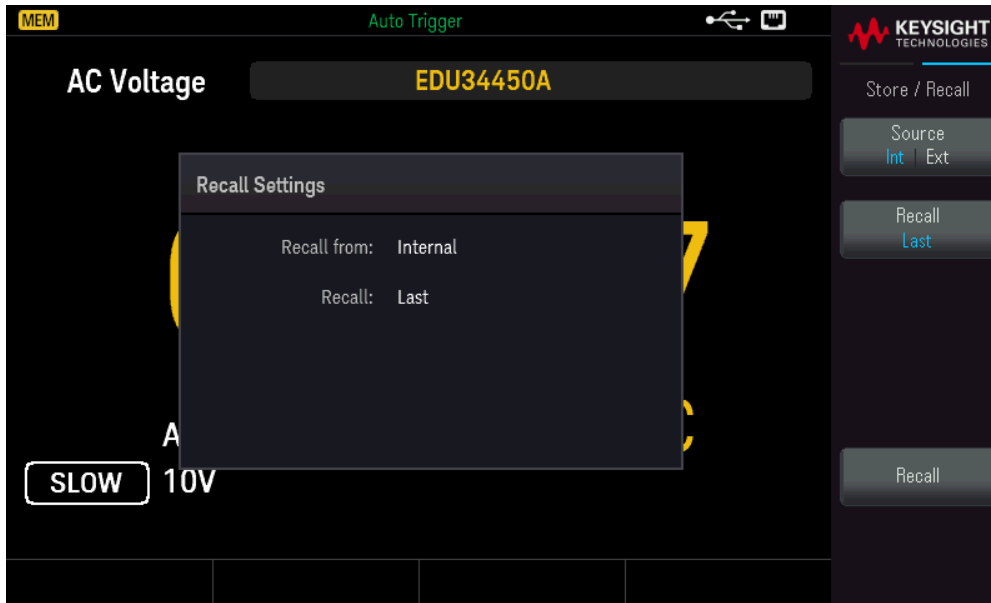 MEM
Auto Trigger
KEYSIGHT
TECHNOLOGIES
AC Voltage
EDU34450A
Store / Recall
Source
Int | Ext
Recall Settings
Recall
Last
Recall from: Internal
Recall: Last
7
A
C
SLOW
10V
Recall